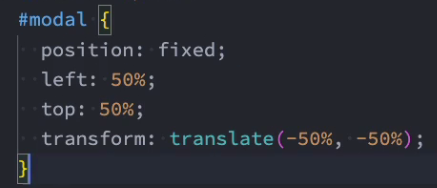 #modal {
  position: fixed;
  left: 50%;
  top: 50%;
  transform: translate(-50%, -50%);
}